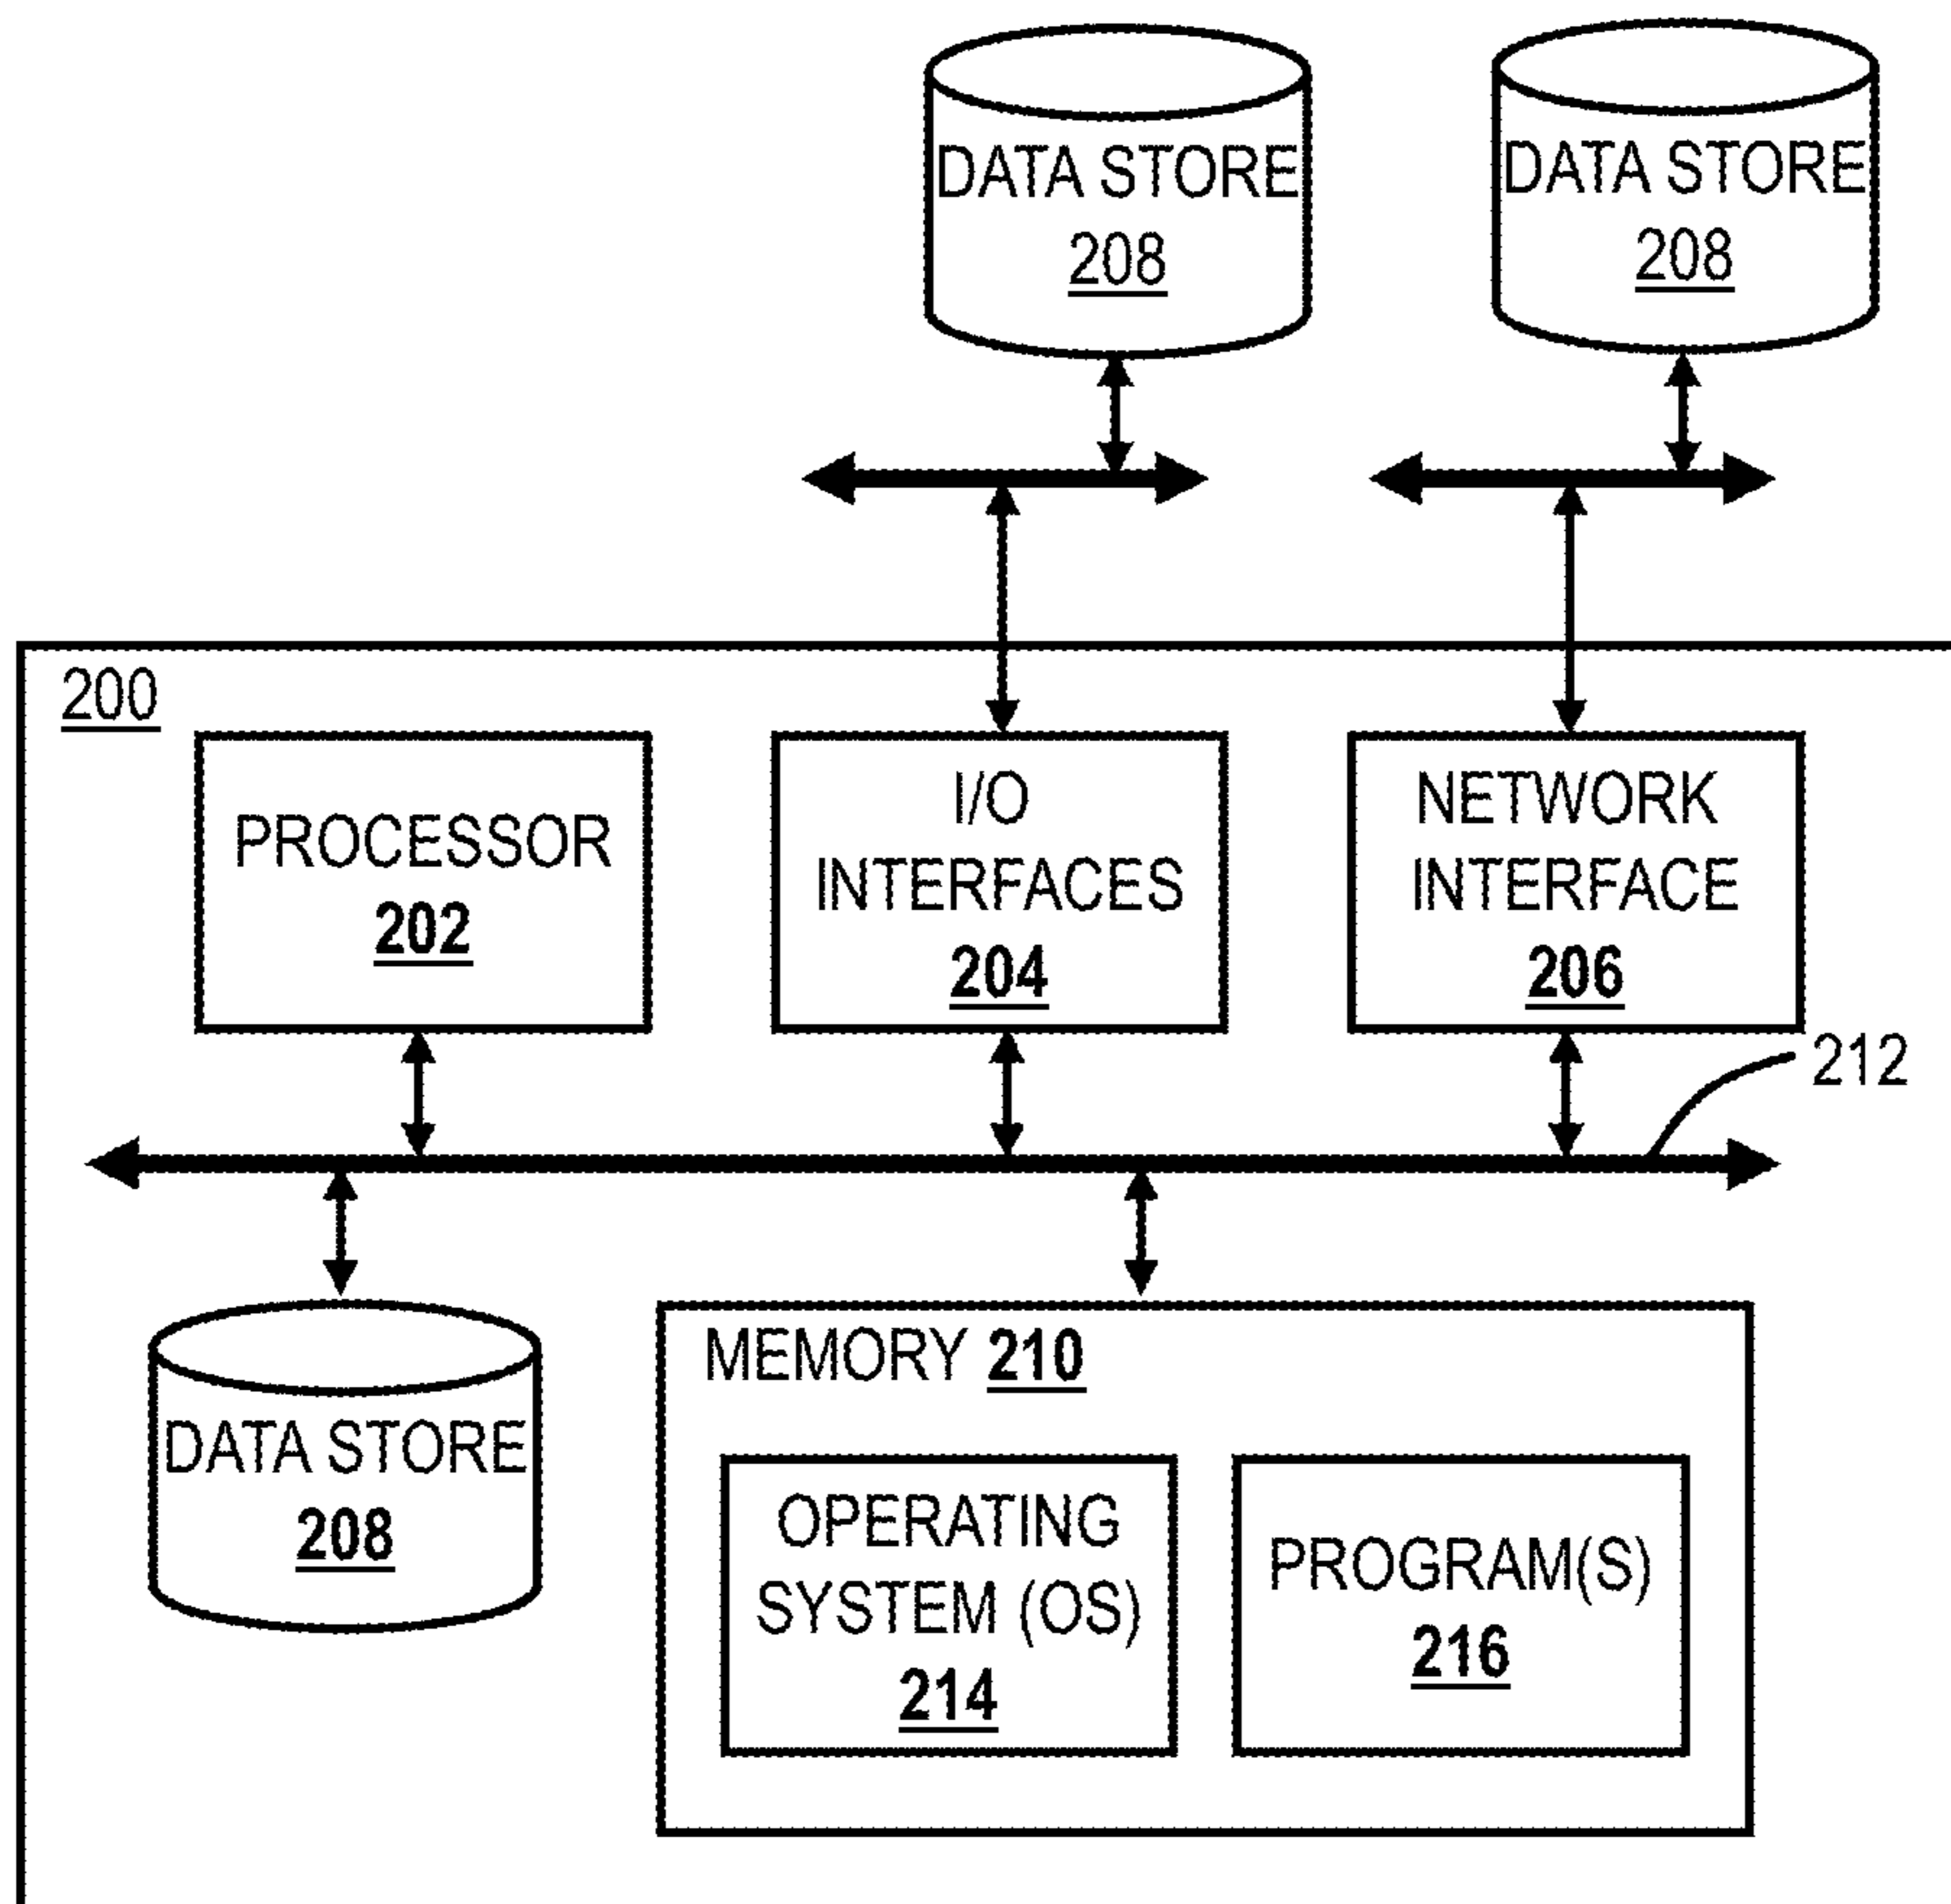 DATA STORE
208
DATA STORE
208
200
PROCESSOR
202
I/O
INTERFACES
204
NETWORK
INTERFACE
206
212
DATA STORE
208
MEMORY 210
OPERATING
SYSTEM (OS)
214
PROGRAM(S)
216